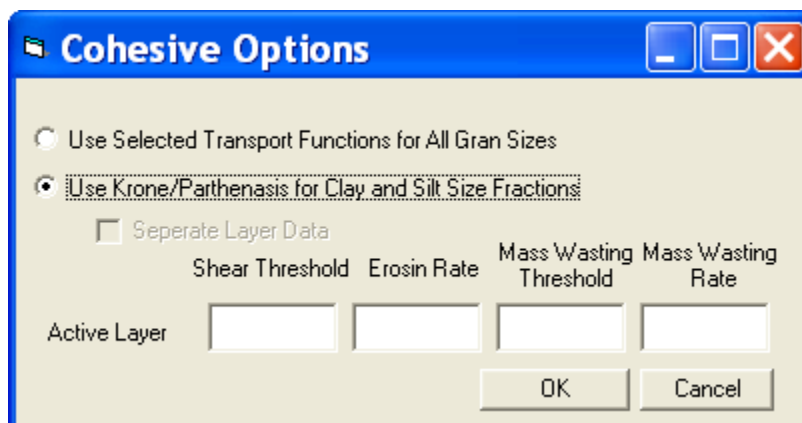 Cohesive Options
Use Selected Transport Functions for All Gran Sizes
Use Krone/Parthenasis for Clay and Silt Size Fractions
Seperate Layer Data
Shear Threshold Erosin Rate Mass Wasting Threshold Mass Wasting Rate
Active Layer
OK Cancel